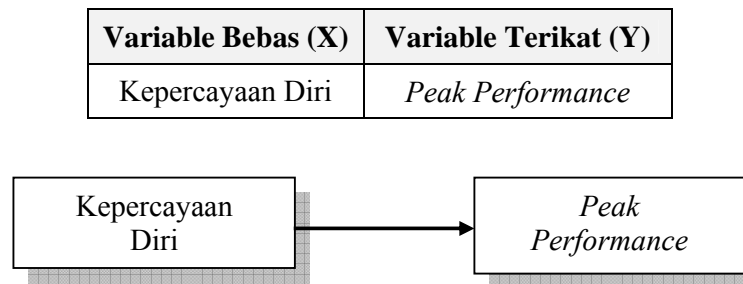 Variable Bebas (X) Variable Terikat (Y)
Kepercayaan Diri Peak Performance
Kepercayaan
Diri
Peak
Performance